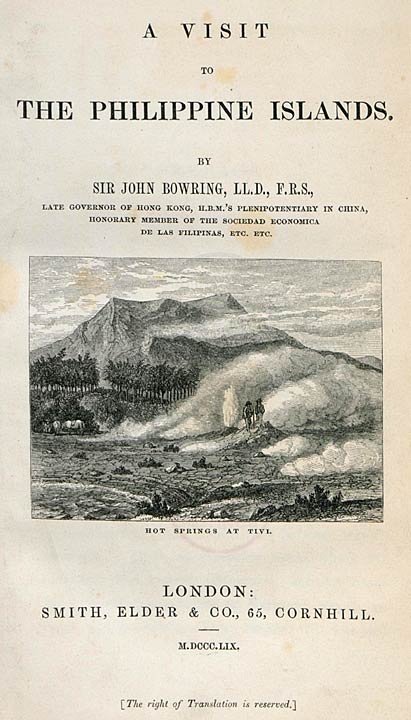 A VISIT
TO
THE PHILIPPINE ISLANDS.
BY
SIR JOHN BOWRING, LL.D., F.R.S.,
LATE GOVERNOR OF HONG KONG, H.B.M.'S PLENIPOTENTIARY IN CHINA,
HONORARY MEMBER OF THE SOCIEDAD ECONOMICA
DE LAS FILIPINAS, ETC. ETC.
HOT SPRINGS AT TIVI.
LONDON:
SMITH, ELDER & CO., 65, CORNHILL.
M.DCCC.LIX.
[The right of Translation is reserved.]